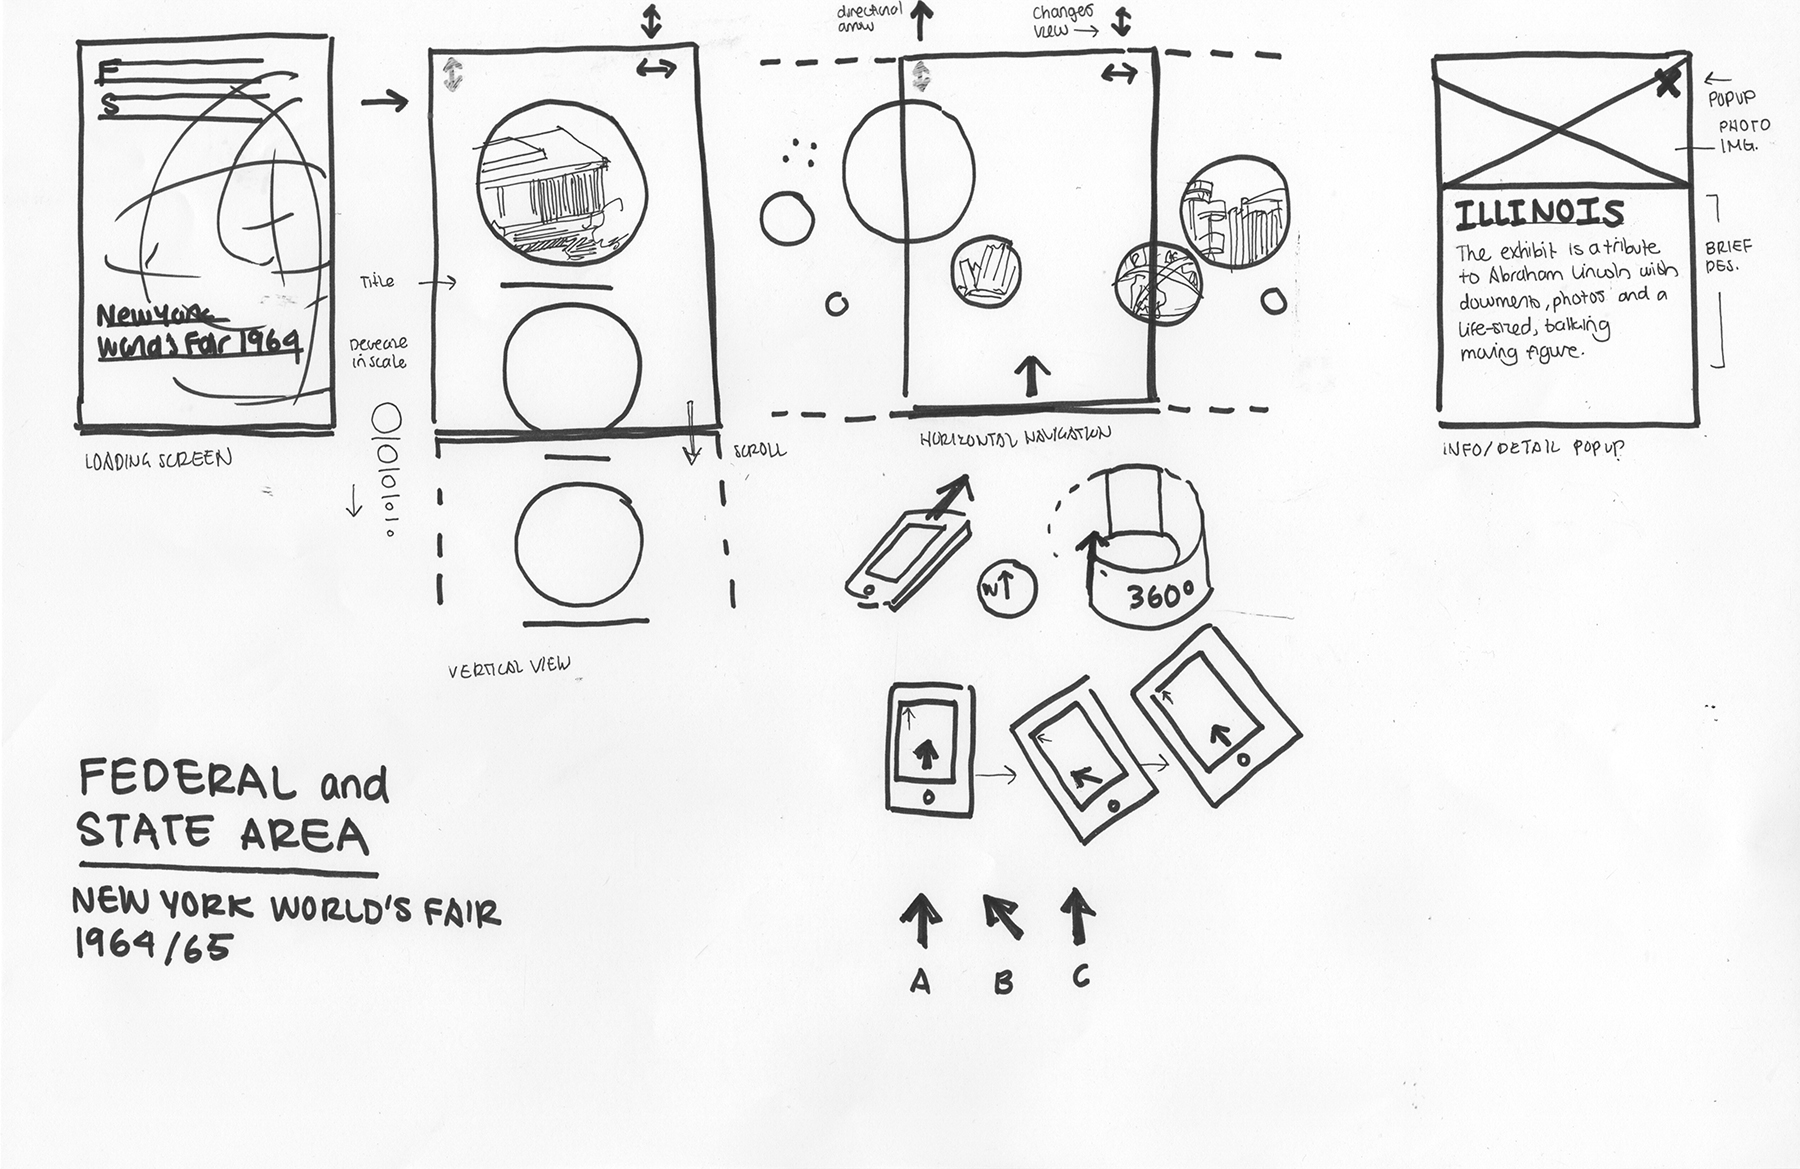 F
S
New York
World's Fair 1964
LOADING SCREEN
Title
Decrease
in scale
SCROLL
VERTICAL VIEW
directional
arrow
Changes
view
HORIZONTAL NAVIGATION
N
360°
A
B
C
POPUP
PHOTO
IMG.
ILLINOIS
The exhibit is a tribute
to Abraham Lincoln with
documents, photos and a
life-sized, talking
moving figure.
BRIEF
DES.
INFO/DETAIL POPUP
FEDERAL and
STATE AREA
NEW YORK WORLD'S FAIR
1964/65